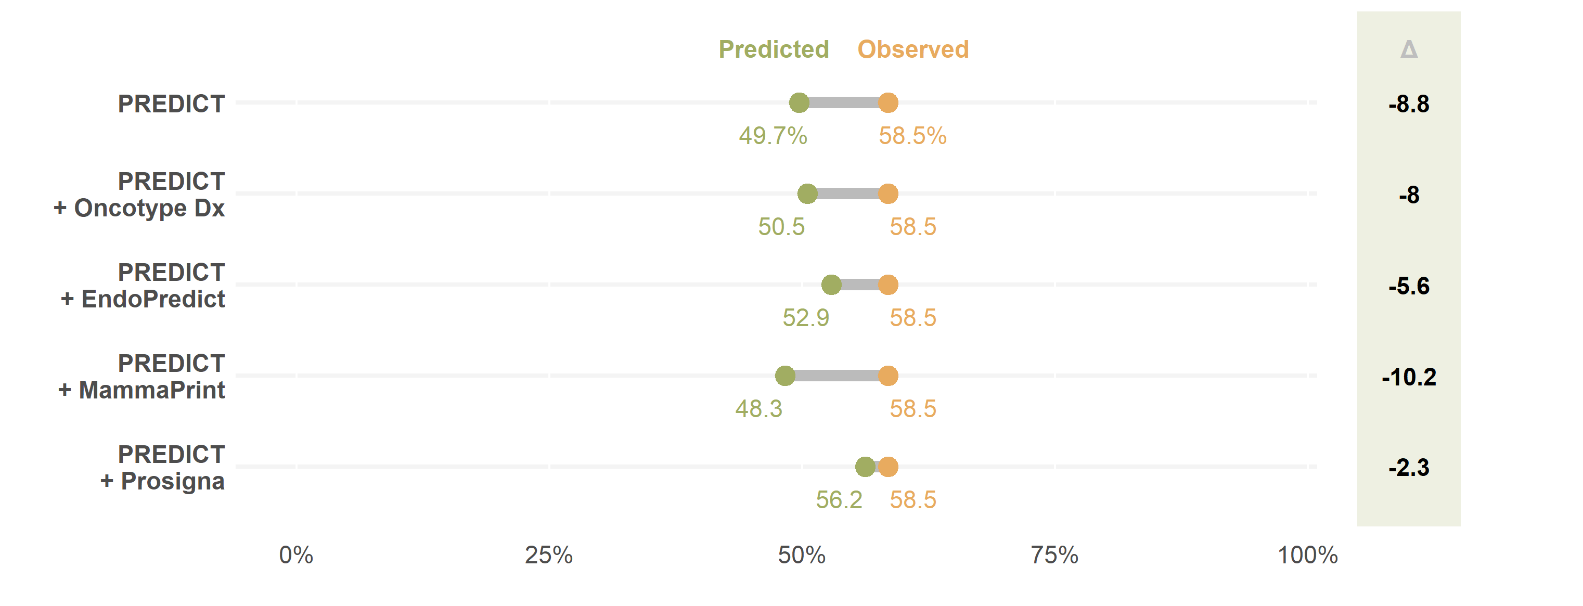 Predicted Observed Δ
PREDICT -8.8
49.7% 58.5%
PREDICT
+ Oncotype Dx -8
50.5 58.5
PREDICT
+ EndoPredict -5.6
52.9 58.5
PREDICT
+ MammaPrint -10.2
48.3 58.5
PREDICT
+ Prosigna -2.3
56.2 58.5
0% 25% 50% 75% 100%